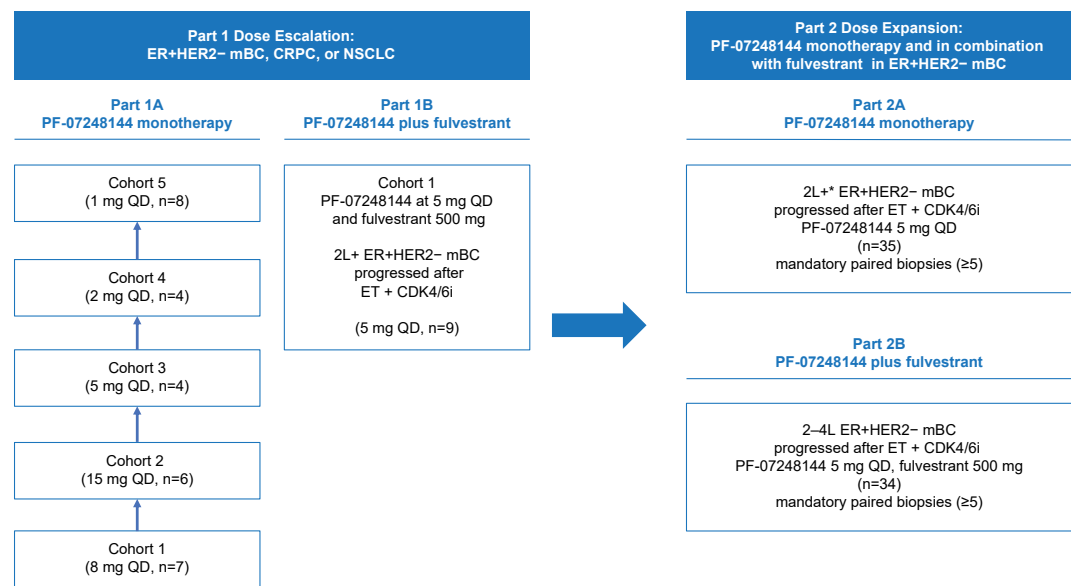 Part 1 Dose Escalation:
ER+HER2− mBC, CRPC, or NSCLC
Part 1A
PF-07248144 monotherapy
Cohort 5
(1 mg QD, n=8)
Cohort 4
(2 mg QD, n=4)
Cohort 3
(5 mg QD, n=4)
Cohort 2
(15 mg QD, n=6)
Cohort 1
(8 mg QD, n=7)
Part 1B
PF-07248144 plus fulvestrant
Cohort 1
PF-07248144 at 5 mg QD
and fulvestrant 500 mg
2L+ ER+HER2− mBC
progressed after
ET + CDK4/6i
(5 mg QD, n=9)
Part 2 Dose Expansion:
PF-07248144 monotherapy and in combination
with fulvestrant in ER+HER2− mBC
Part 2A
PF-07248144 monotherapy
2L+* ER+HER2− mBC
progressed after ET + CDK4/6i
PF-07248144 5 mg QD
(n=35)
mandatory paired biopsies (≥5)
Part 2B
PF-07248144 plus fulvestrant
2–4L ER+HER2− mBC
progressed after ET + CDK4/6i
PF-07248144 5 mg QD, fulvestrant 500 mg
(n=34)
mandatory paired biopsies (≥5)